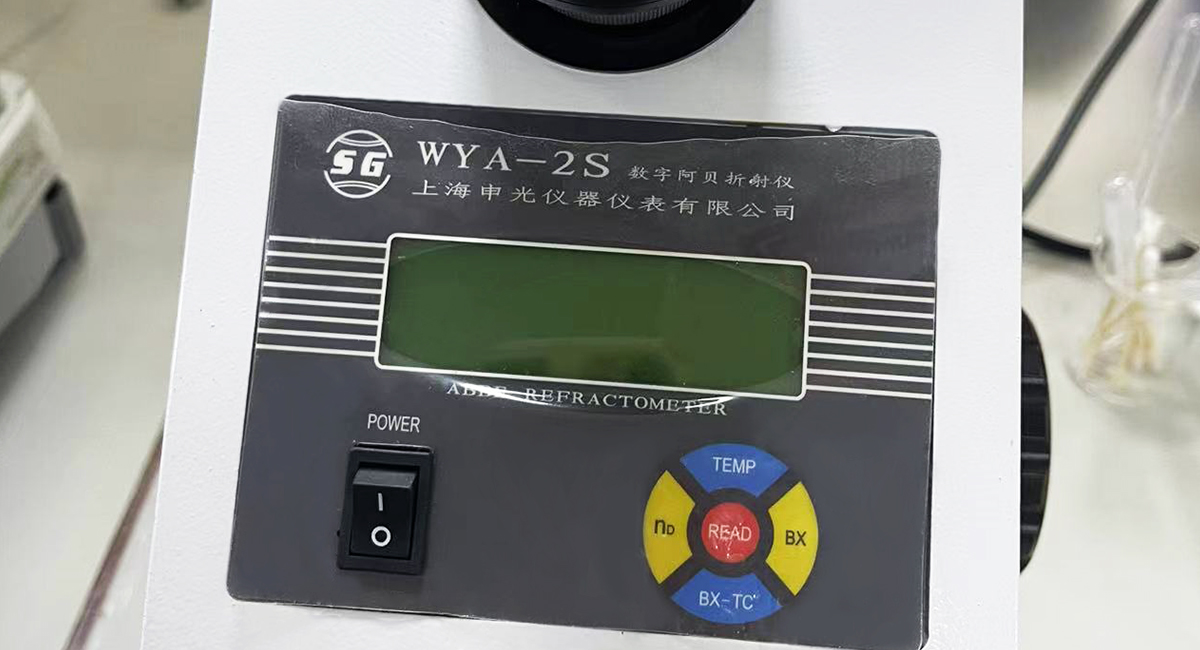 SG
WYA-2S 数字阿贝折射仪
上海申光仪器仪表有限公司
ABBE REFRACTOMETER
POWER
I
O
TEMP
nD
READ
BX
BX-TC